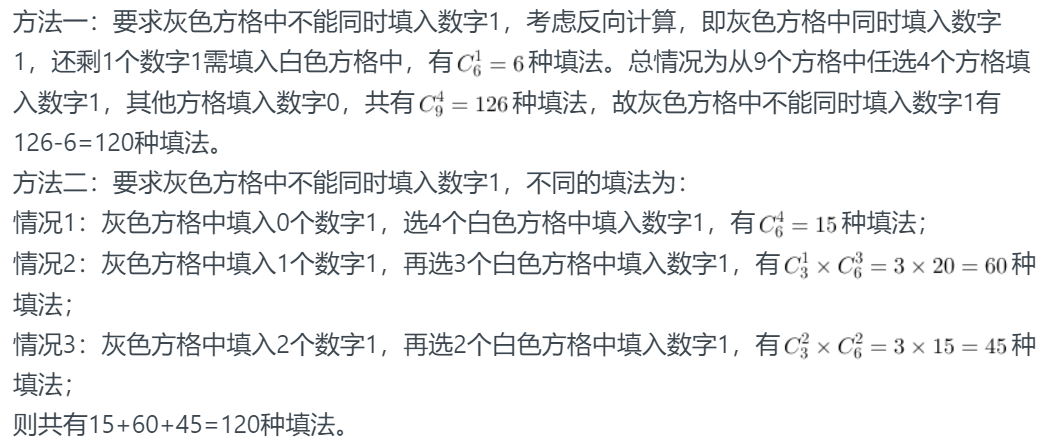 方法一：要求灰色方格中不能同时填入数字1，考虑反向计算，即灰色方格中同时填入数字
1，还剩1个数字1需填入白色方格中，有 $C_6^1 = 6$ 种填法。总情况为从9个方格中任选4个方格填
入数字1，其他方格填入数字0，共有 $C_9^4 = 126$ 种填法，故灰色方格中不能同时填入数字1有
126-6=120种填法。
方法二：要求灰色方格中不能同时填入数字1，不同的填法为：
情况1：灰色方格中填入0个数字1，选4个白色方格中填入数字1，有 $C_6^4 = 15$ 种填法；
情况2：灰色方格中填入1个数字1，再选3个白色方格中填入数字1，有 $C_3^1 \times C_6^3 = 3 \times 20 = 60$ 种
填法；
情况3：灰色方格中填入2个数字1，再选2个白色方格中填入数字1，有 $C_3^2 \times C_6^2 = 3 \times 15 = 45$ 种
填法；
则共有15+60+45=120种填法。